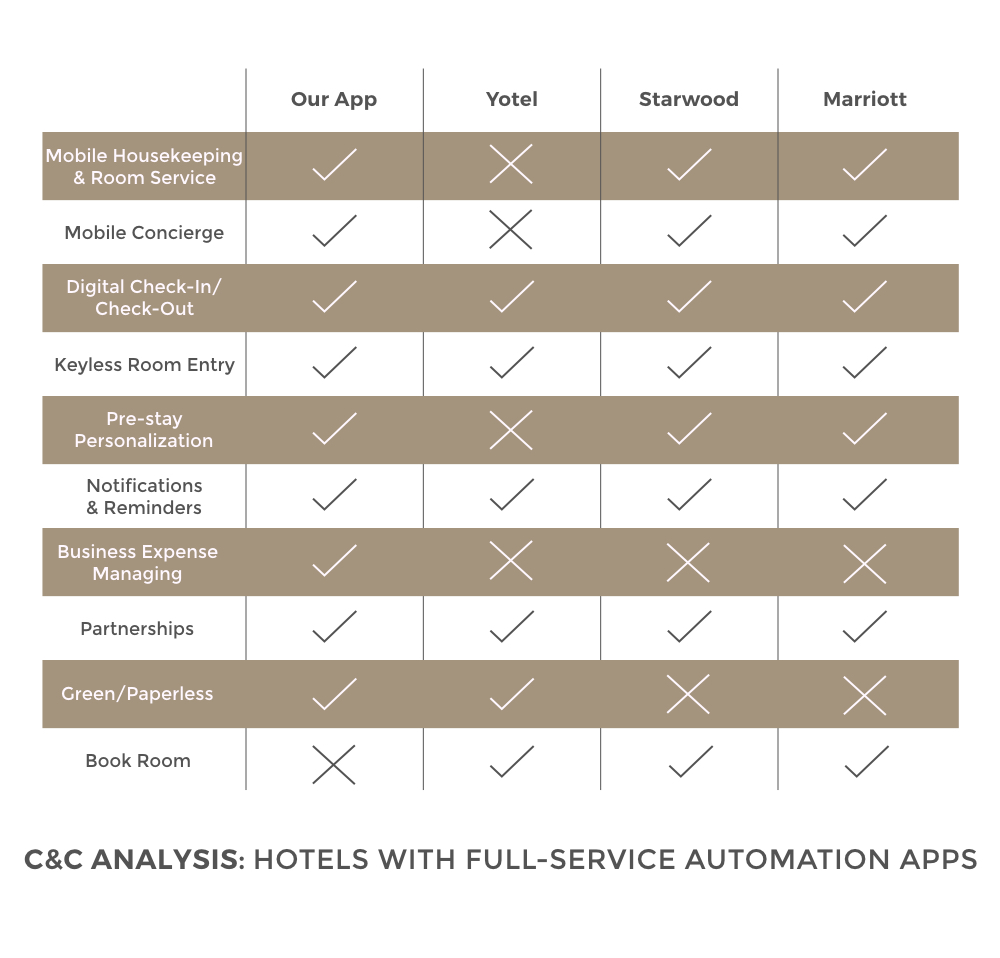 Our App Yotel Starwood Marriott
Mobile Housekeeping
& Room Service
Mobile Concierge
Digital Check-In/
Check-Out
Keyless Room Entry
Pre-stay
Personalization
Notifications
& Reminders
Business Expense
Managing
Partnerships
Green/Paperless
Book Room
C&C ANALYSIS: HOTELS WITH FULL-SERVICE AUTOMATION APPS